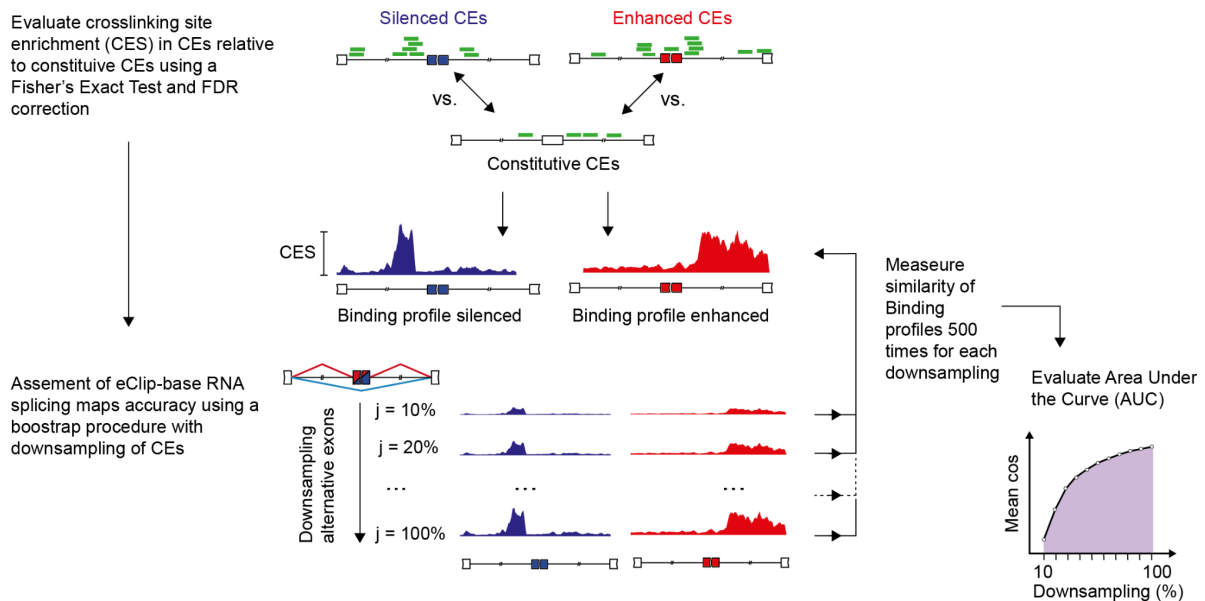 Evaluate crosslinking site
enrichment (CES) in CEs relative
to constituive CEs using a
Fisher's Exact Test and FDR
correction
Silenced CEs
Enhanced CEs
vs.
vs.
Constitutive CEs
CES
Binding profile silenced
Binding profile enhanced
Measeure
similarity of
Binding
profiles 500
times for each
downsampling
Assement of eClip-base RNA
splicing maps accuracy using a
boostrap procedure with
downsampling of CEs
Downsampling
alternative exons
j = 10%
j = 20%
...
...
...
j = 100%
Evaluate Area Under
the Curve (AUC)
Mean cos
10
100
Downsampling (%)